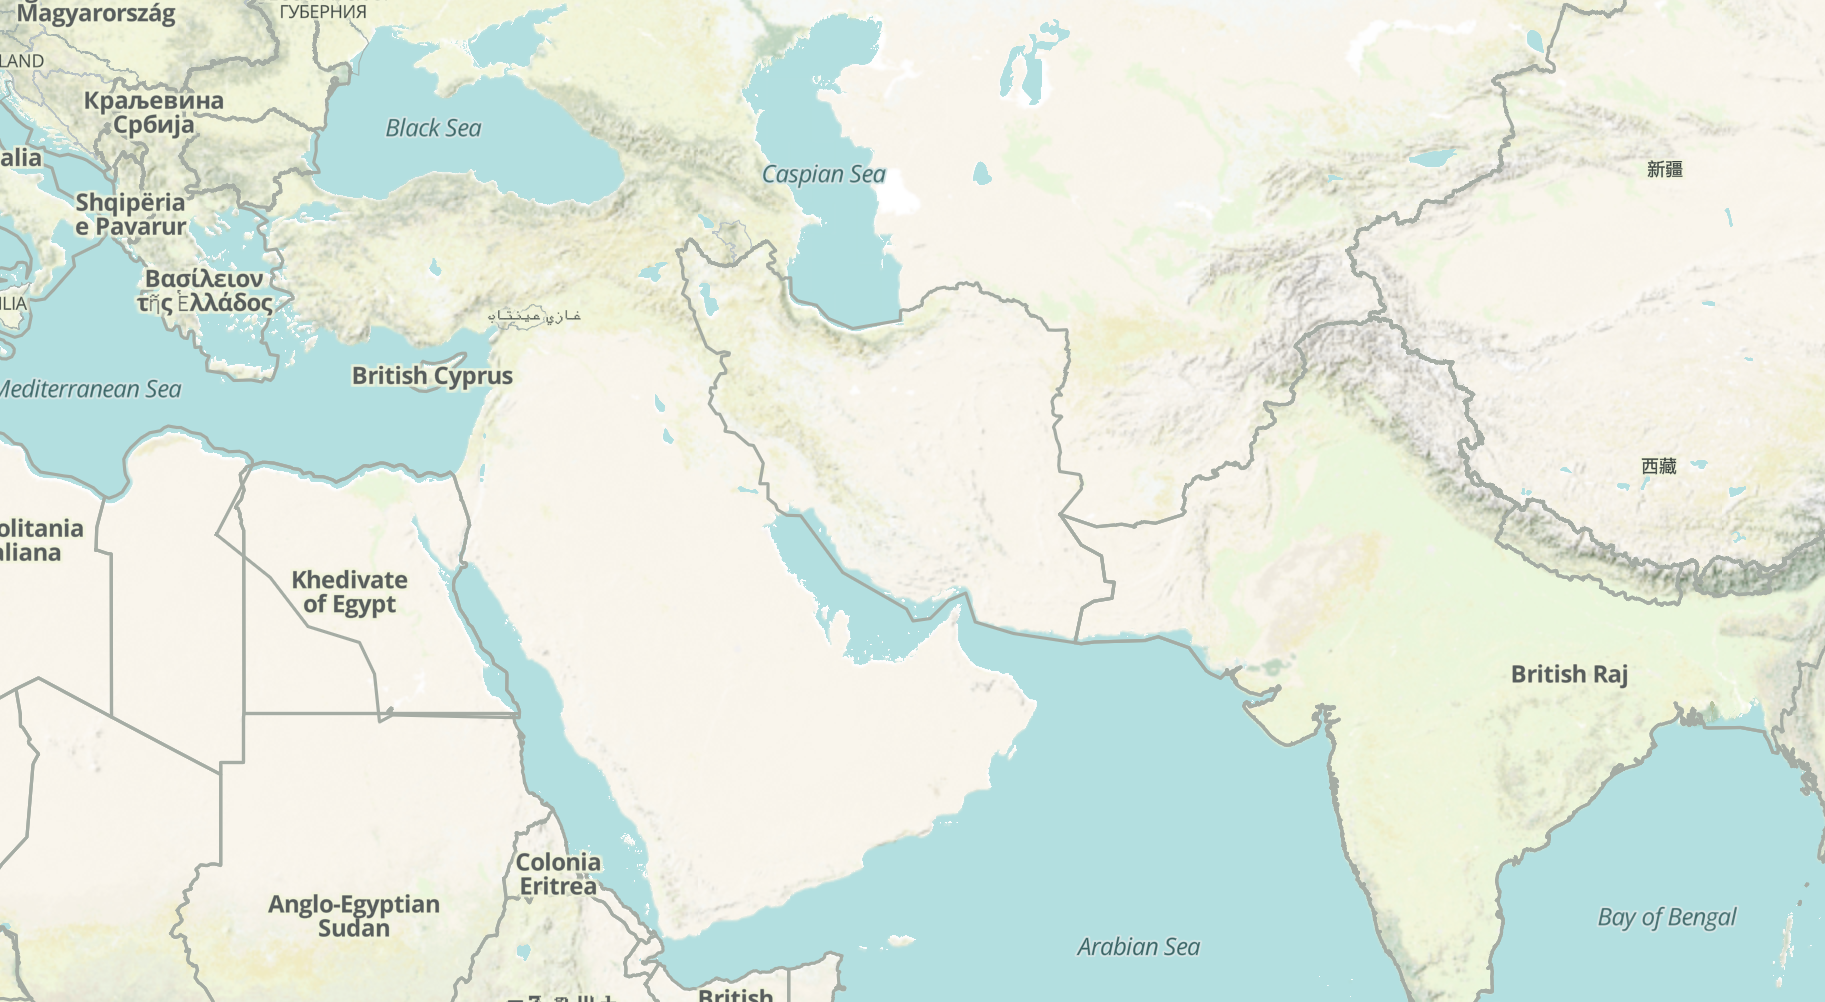 Magyarország
ГУБЕРНИЯ
LAND
Краљевина
Србија
Black Sea
alia
Caspian Sea
新疆
Shqipëria
e Pavarur
Βασίλειον
τῆς Ἑλλάδος
ILIA
غازي عينتاب
British Cyprus
Mediterranean Sea
西藏
olitania
aliana
Khedivate
of Egypt
British Raj
Colonia
Eritrea
Anglo-Egyptian
Sudan
Bay of Bengal
Arabian Sea
British